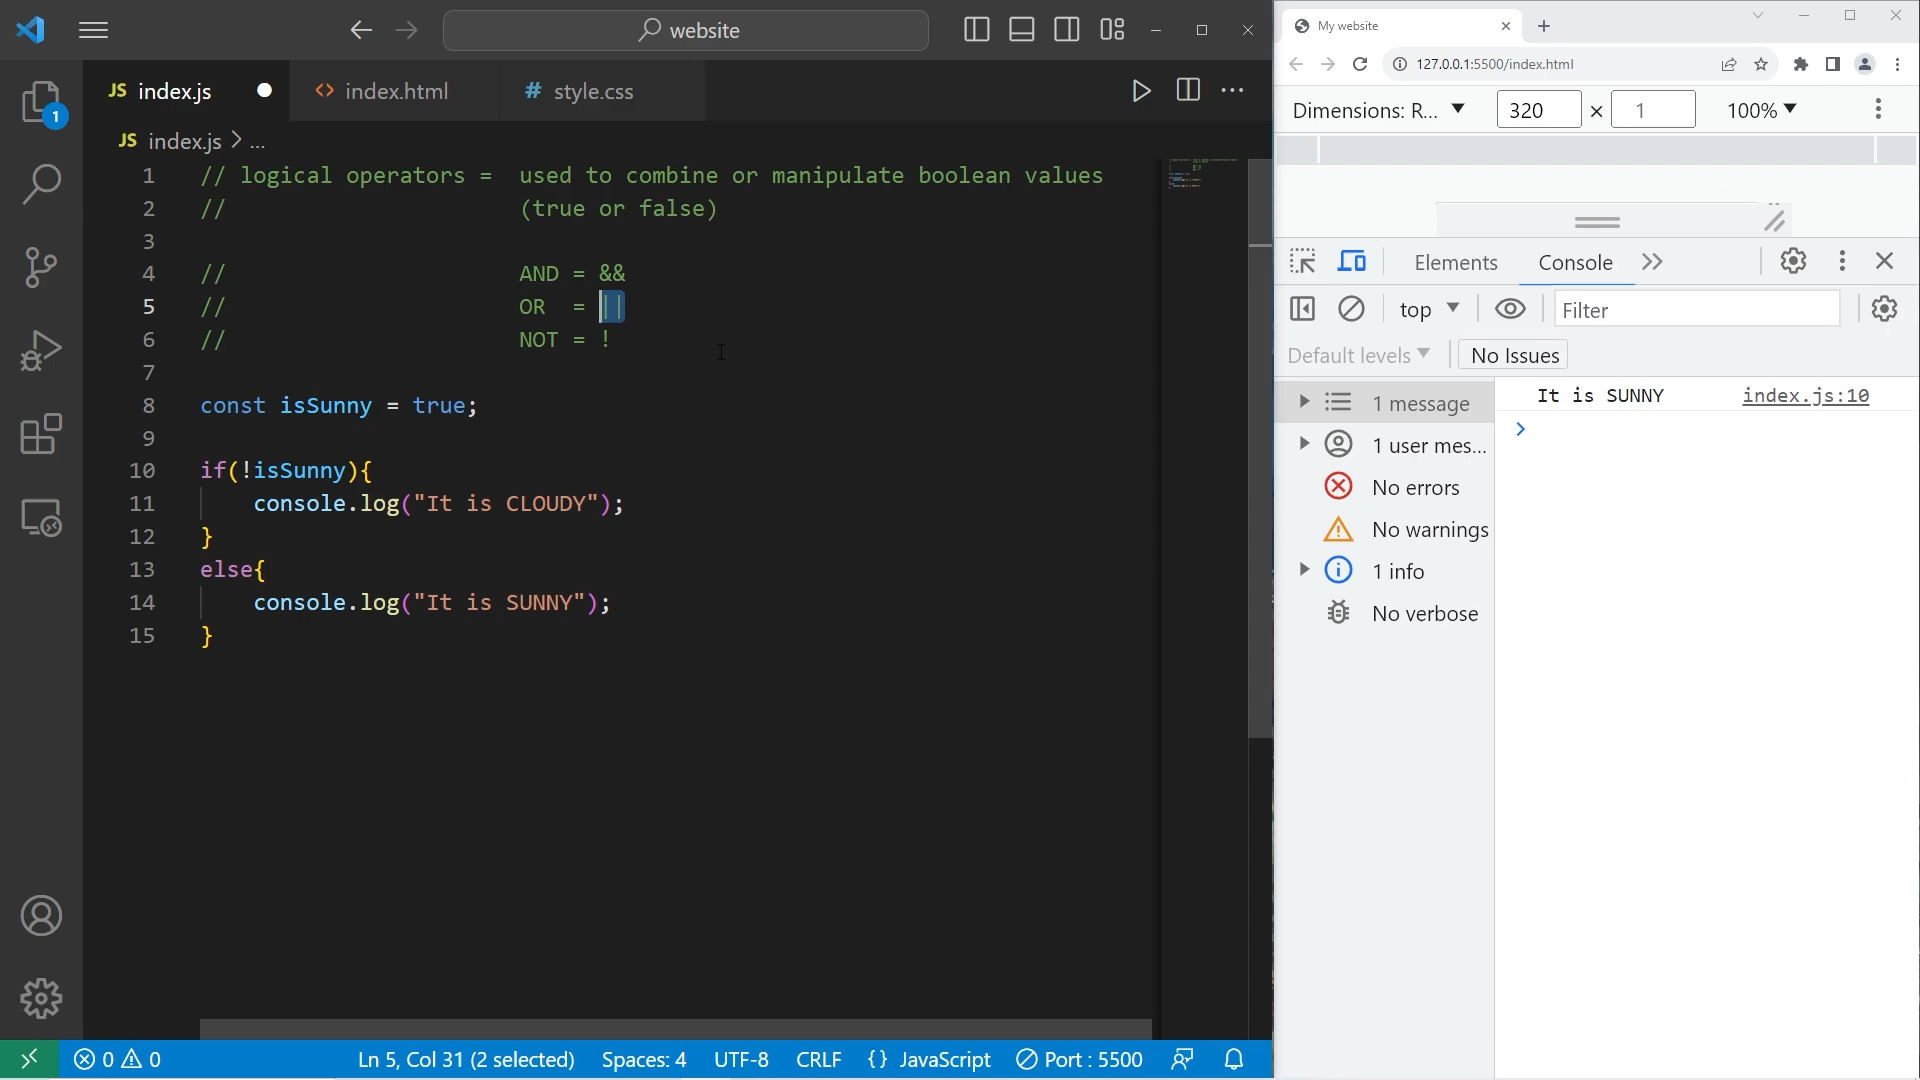 website
My website
127.0.0.1:5500/index.html
JS index.js
<> index.html
# style.css
Dimensions: R...
320 × 1
100%
1
JS index.js > ...
1 // logical operators =  used to combine or manipulate boolean values
2 //                      (true or false)
3
4 //                      AND = &&
5 //                      OR  = ||
6 //                      NOT = !
7
8 const isSunny = true;
9
10 if(!isSunny){
11     console.log("It is CLOUDY");
12 }
13 else{
14     console.log("It is SUNNY");
15 }
Elements Console
top Filter
Default levels No Issues
1 message
1 user mes...
No errors
No warnings
1 info
No verbose
It is SUNNY index.js:10
>
0 0 Ln 5, Col 31 (2 selected) Spaces: 4 UTF-8 CRLF {} JavaScript Port : 5500